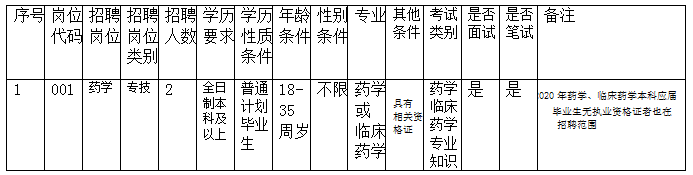 序号 岗位代码 招聘岗位 招聘岗位类别 招聘人数 学历要求 学历性质条件 年龄条件 性别条件 专业 其他条件 考试类别 是否面试 是否笔试 备注
1 001 药学 专技 2 全日制本科及以上 普通计划毕业生 18-35周岁 不限 药学或临床药学 具有相关资格证 药学临床药学专业知识 是 是 020 年药学、临床药学本科应届毕业生无执业资格证者也在招聘范围